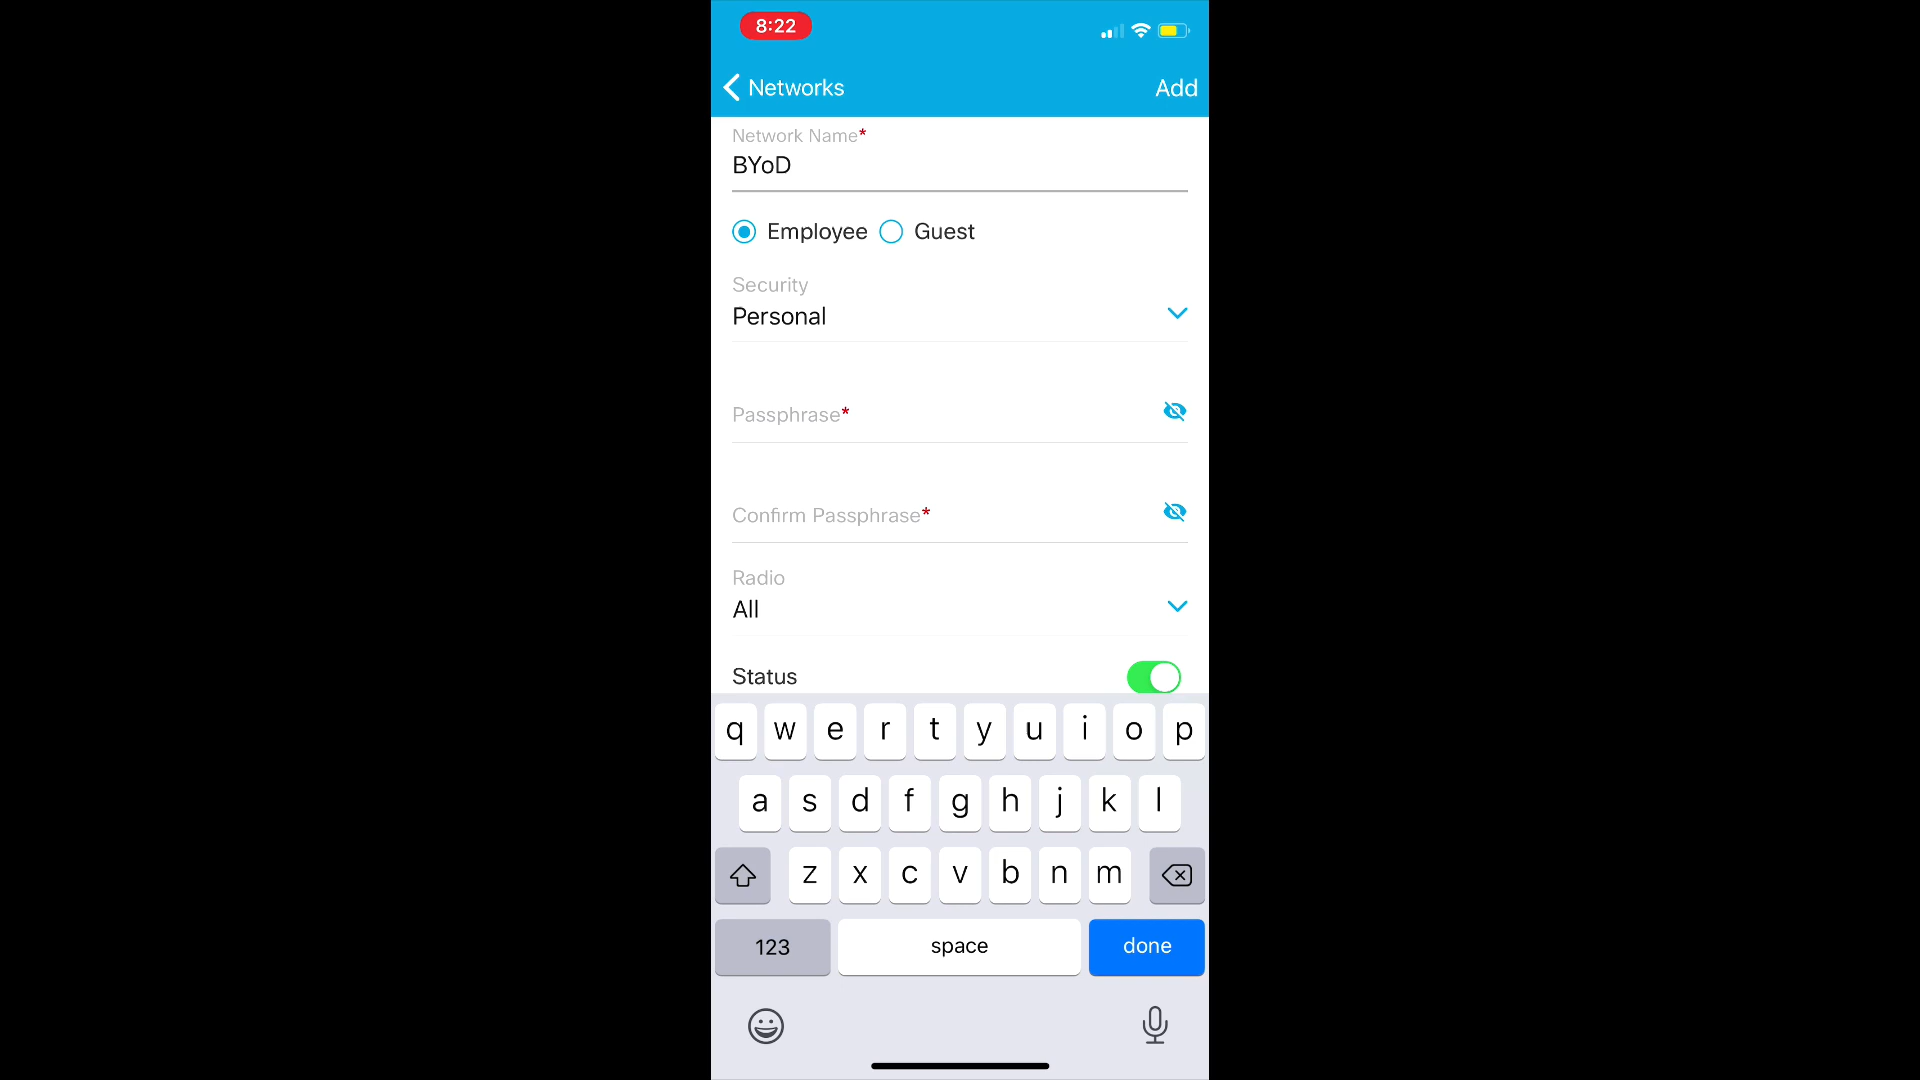 8:22
Networks
Add
Network Name*
BYoD
Employee Guest
Security
Personal
Passphrase*
Confirm Passphrase*
Radio
All
Status
q w e r t y u i o p
a s d f g h j k l
z x c v b n m
123 space done